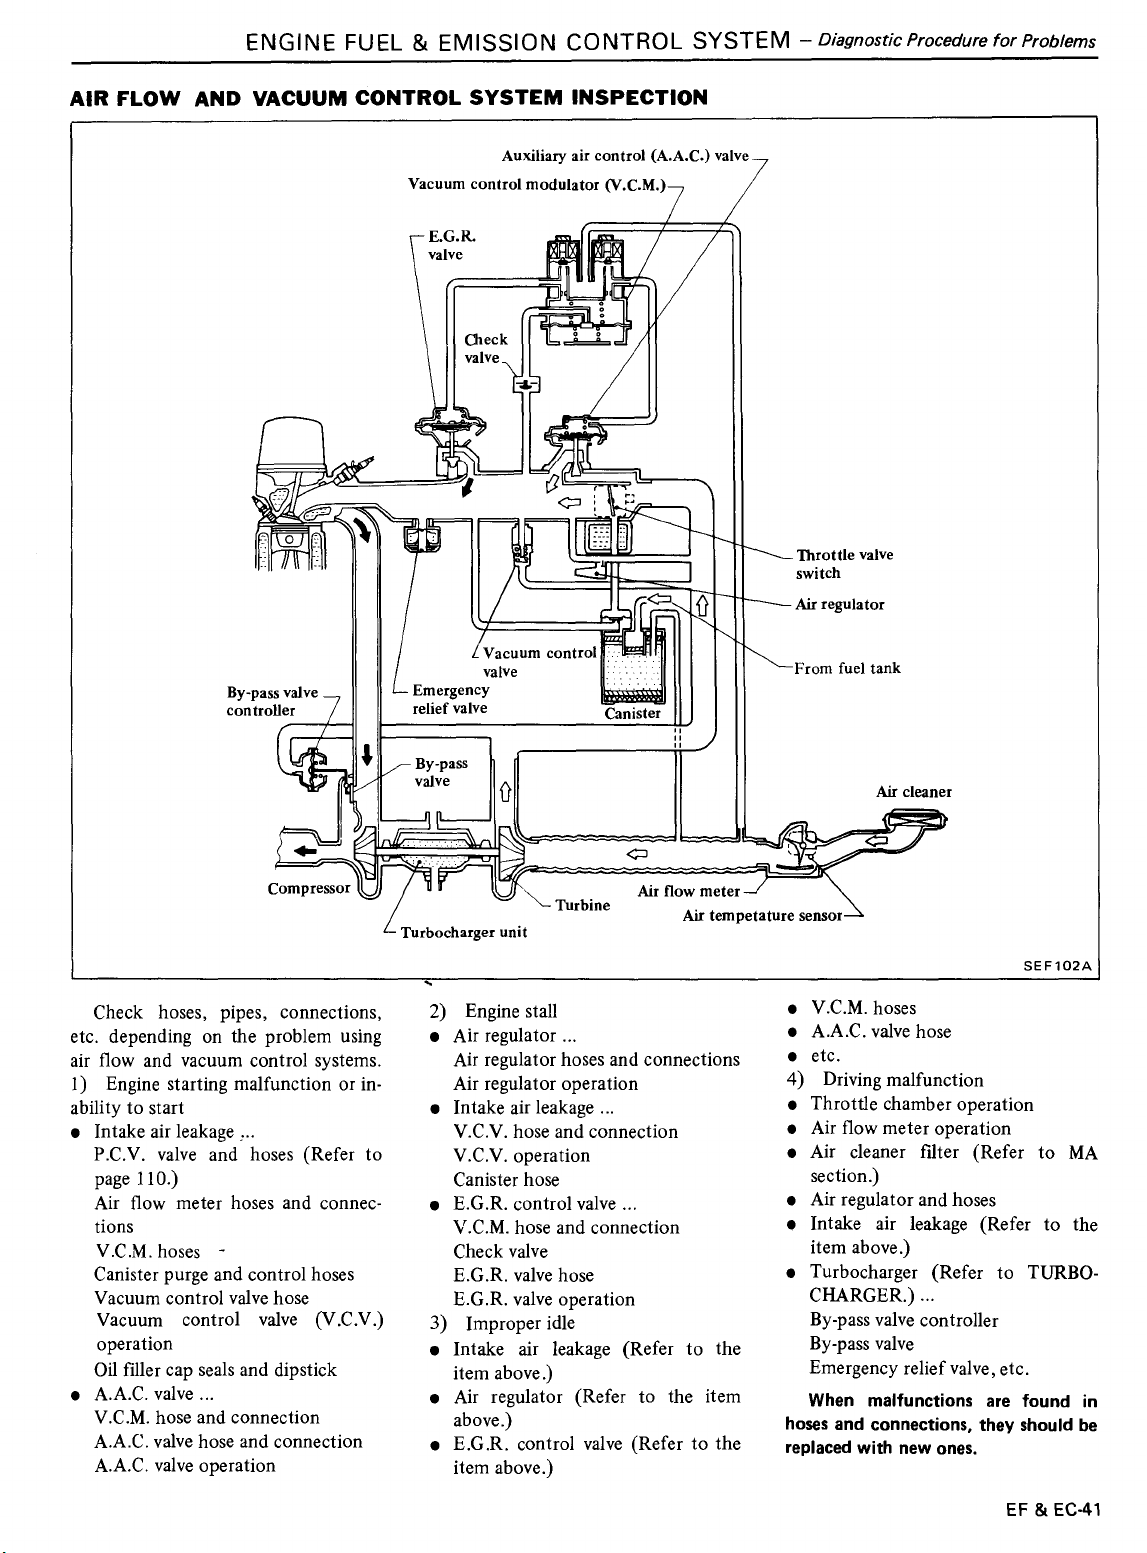 ENGINE FUEL & EMISSION CONTROL SYSTEM – Diagnostic Procedure for Problems
AIR FLOW AND VACUUM CONTROL SYSTEM INSPECTION
Auxiliary air control (A.A.C.) valve
Vacuum control modulator (V.C.M.)
E.G.R.
valve
Check
valve
Throttle valve
switch
Air regulator
Vacuum control
valve
From fuel tank
By-pass valve
controller
Emergency
relief valve
Canister
By-pass
valve
Air cleaner
Compressor
Air flow meter
Turbine
Air tempetature sensor
Turbocharger unit
SEF102A
Check hoses, pipes, connections,
etc. depending on the problem using
air flow and vacuum control systems.
1) Engine starting malfunction or in-
ability to start
● Intake air leakage ...
P.C.V. valve and hoses (Refer to
page 110.)
Air flow meter hoses and connec-
tions
V.C.M. hoses
Canister purge and control hoses
Vacuum control valve hose
Vacuum control valve (V.C.V.)
operation
Oil filler cap seals and dipstick
● A.A.C. valve ...
V.C.M. hose and connection
A.A.C. valve hose and connection
A.A.C. valve operation
2) Engine stall
● Air regulator ...
Air regulator hoses and connections
Air regulator operation
● Intake air leakage ...
V.C.V. hose and connection
V.C.V. operation
Canister hose
● E.G.R. control valve ...
V.C.M. hose and connection
Check valve
E.G.R. valve hose
E.G.R. valve operation
3) Improper idle
● Intake air leakage (Refer to the
item above.)
● Air regulator (Refer to the item
above.)
● E.G.R. control valve (Refer to the
item above.)
● V.C.M. hoses
● A.A.C. valve hose
● etc.
4) Driving malfunction
● Throttle chamber operation
● Air flow meter operation
● Air cleaner filter (Refer to MA
section.)
● Air regulator and hoses
● Intake air leakage (Refer to the
item above.)
● Turbocharger (Refer to TURBO-
CHARGER.) ...
By-pass valve controller
By-pass valve
Emergency relief valve, etc.
When malfunctions are found in
hoses and connections, they should be
replaced with new ones.
EF & EC-41